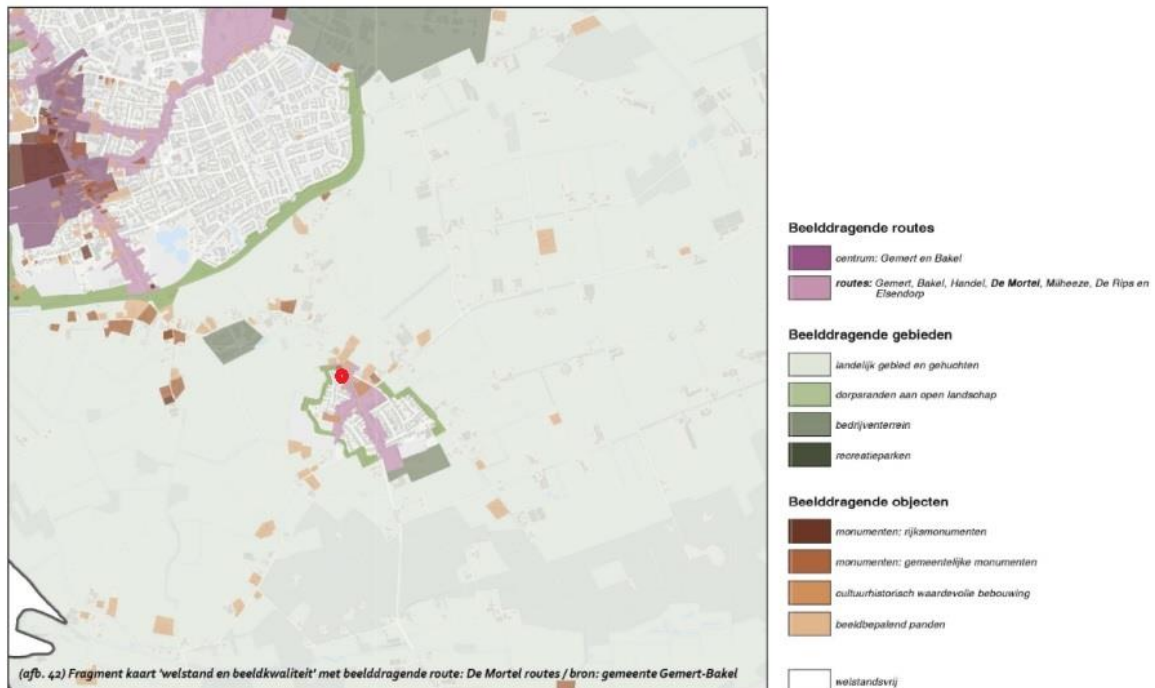 Beelddragende routes
centrum: Gemert en Bakel
routes: Gemert, Bakel, Handel, De Mortel, Milheeze, De Rips en
Elsendorp
Beelddragende gebieden
landelijk gebied en gehuchten
dorpsranden aan open landschap
bedrijventerrein
recreatieparken
Beelddragende objecten
monumenten: rijksmonumenten
monumenten: gemeentelijke monumenten
cultuurhistorisch waardevolle bebouwing
beeldbepalend panden
welstandsvrij
(afb. 42) Fragment kaart 'welstand en beeldkwaliteit' met beelddragende route: De Mortel routes / bron: gemeente Gemert-Bakel